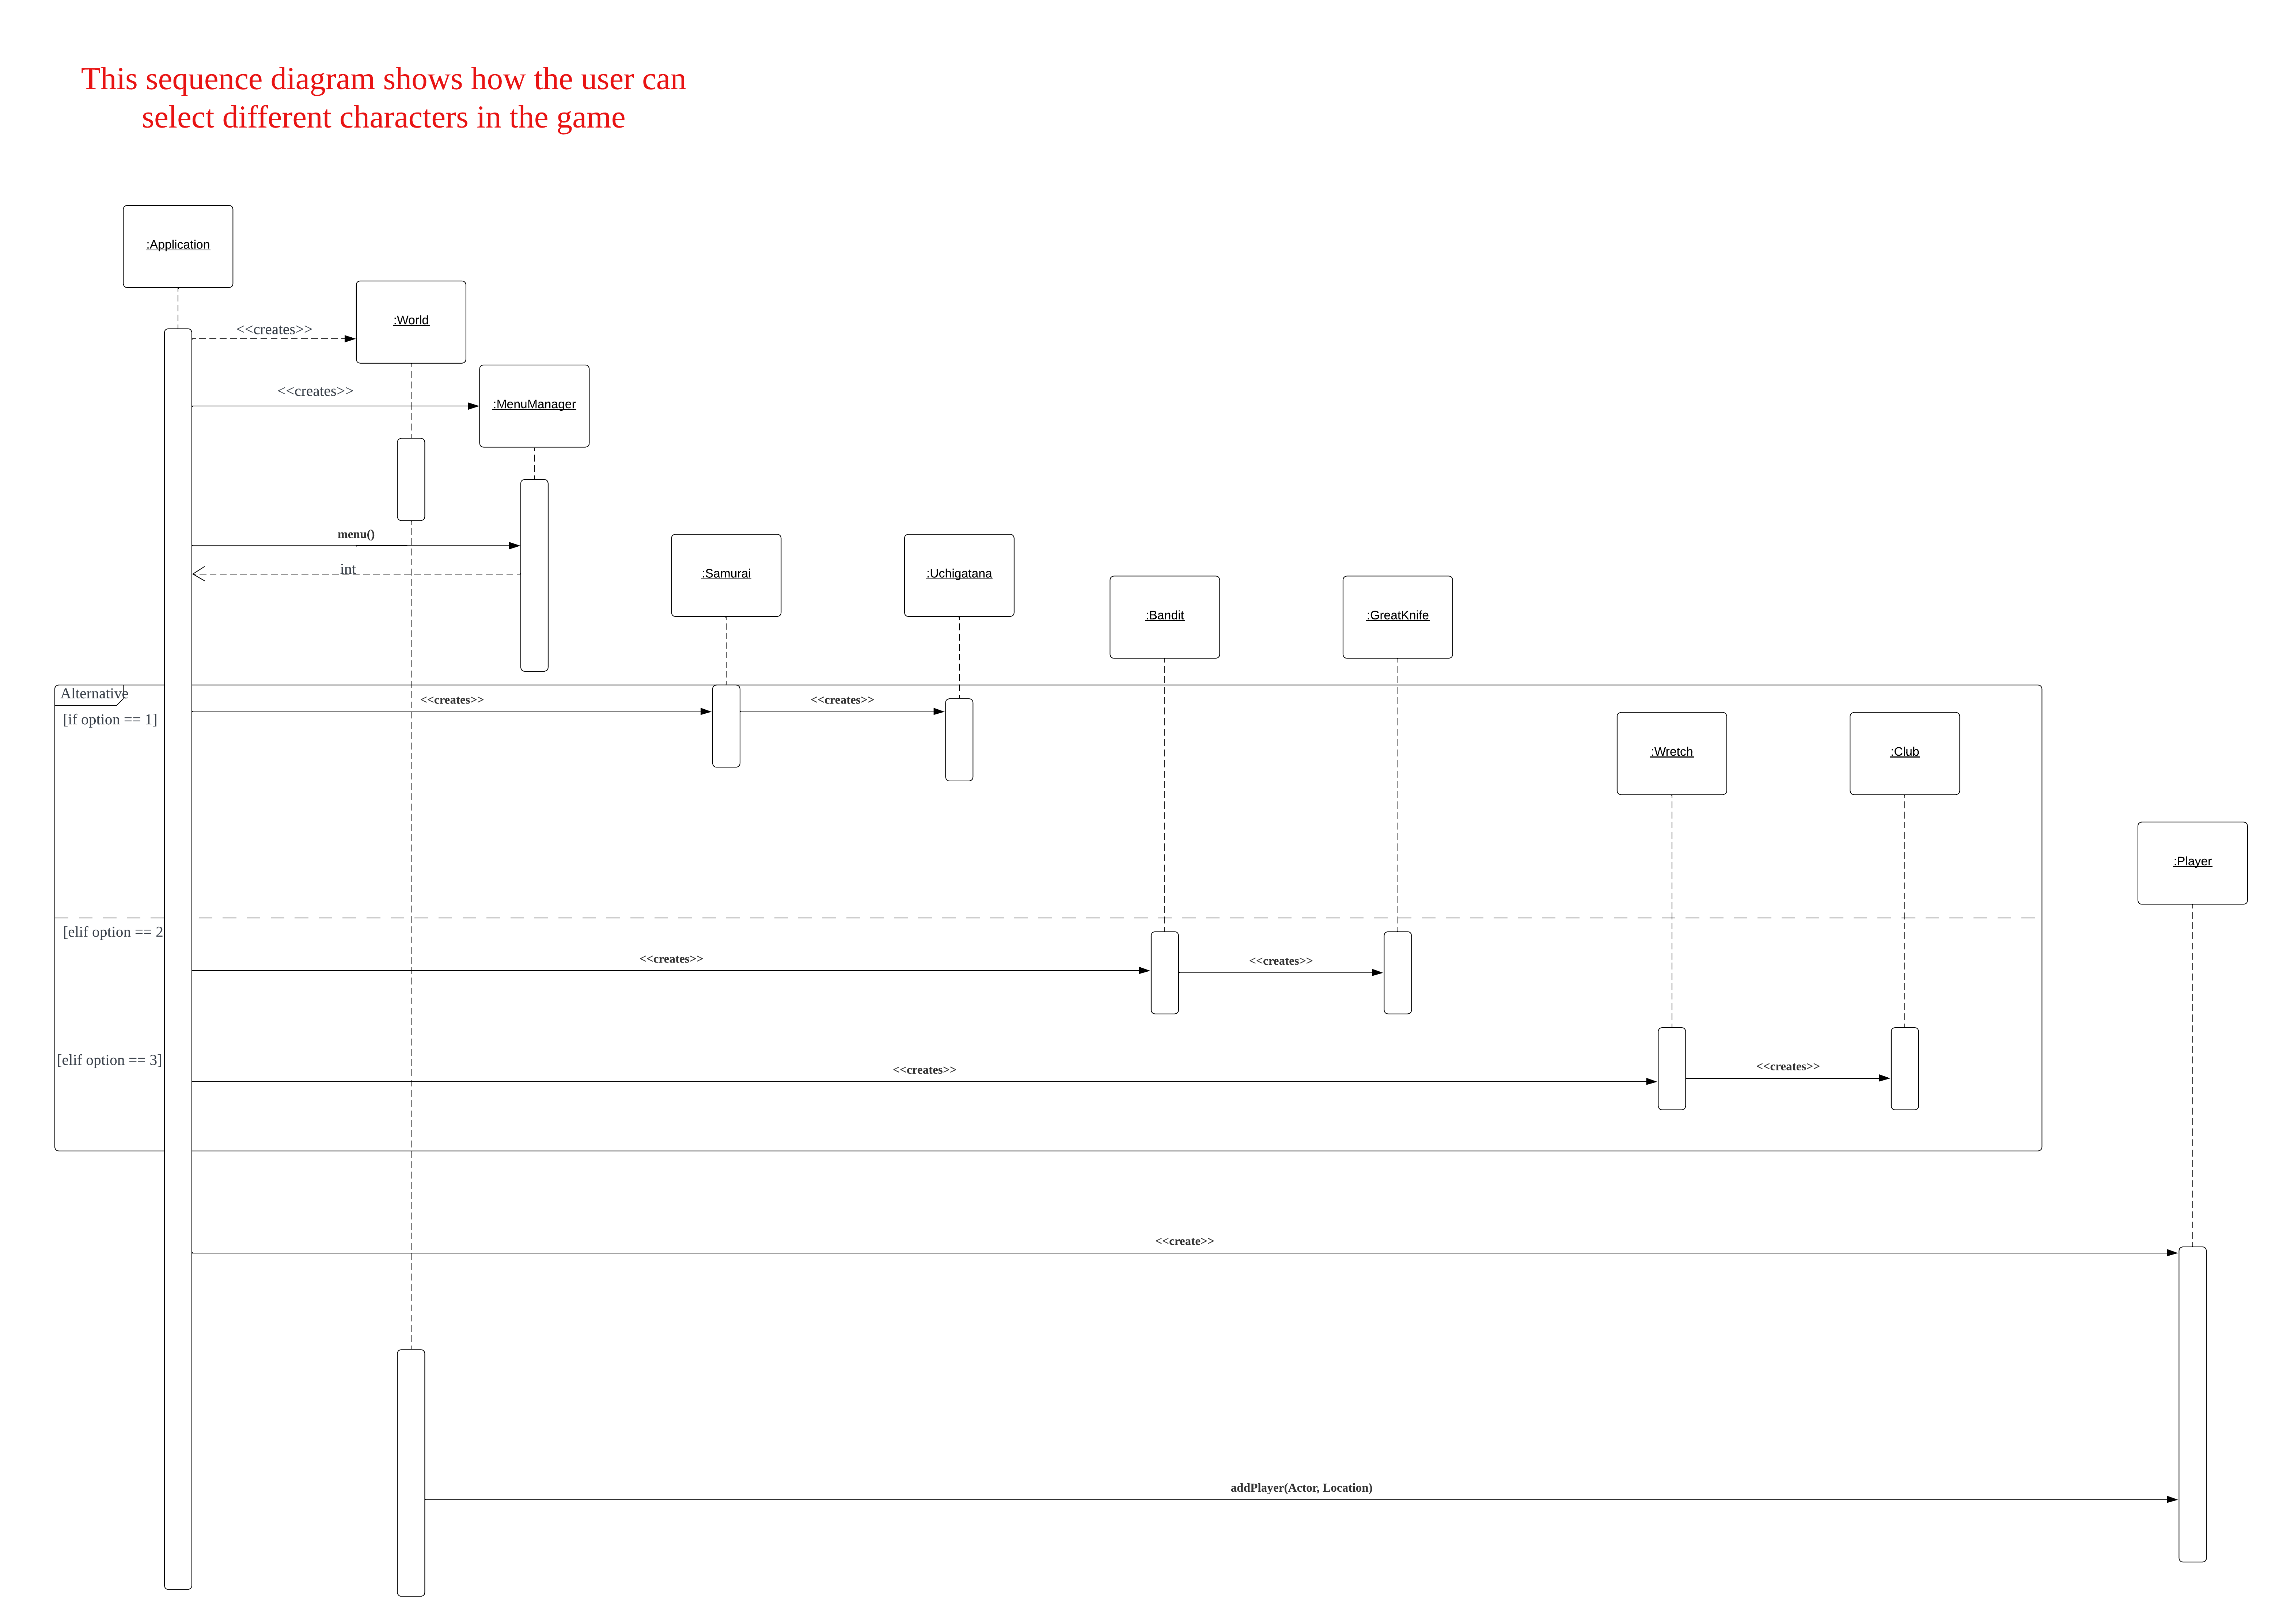 This sequence diagram shows how the user can
select different characters in the game
:Application
:World
<<creates>>
<<creates>>
:MenuManager
menu()
int
:Samurai
:Uchigatana
:Bandit
:GreatKnife
Alternative
[if option == 1]
<<creates>>
<<creates>>
:Wretch
:Club
:Player
[elif option == 2
<<creates>>
<<creates>>
[elif option == 3]
<<creates>>
<<creates>>
<<create>>
addPlayer(Actor, Location)